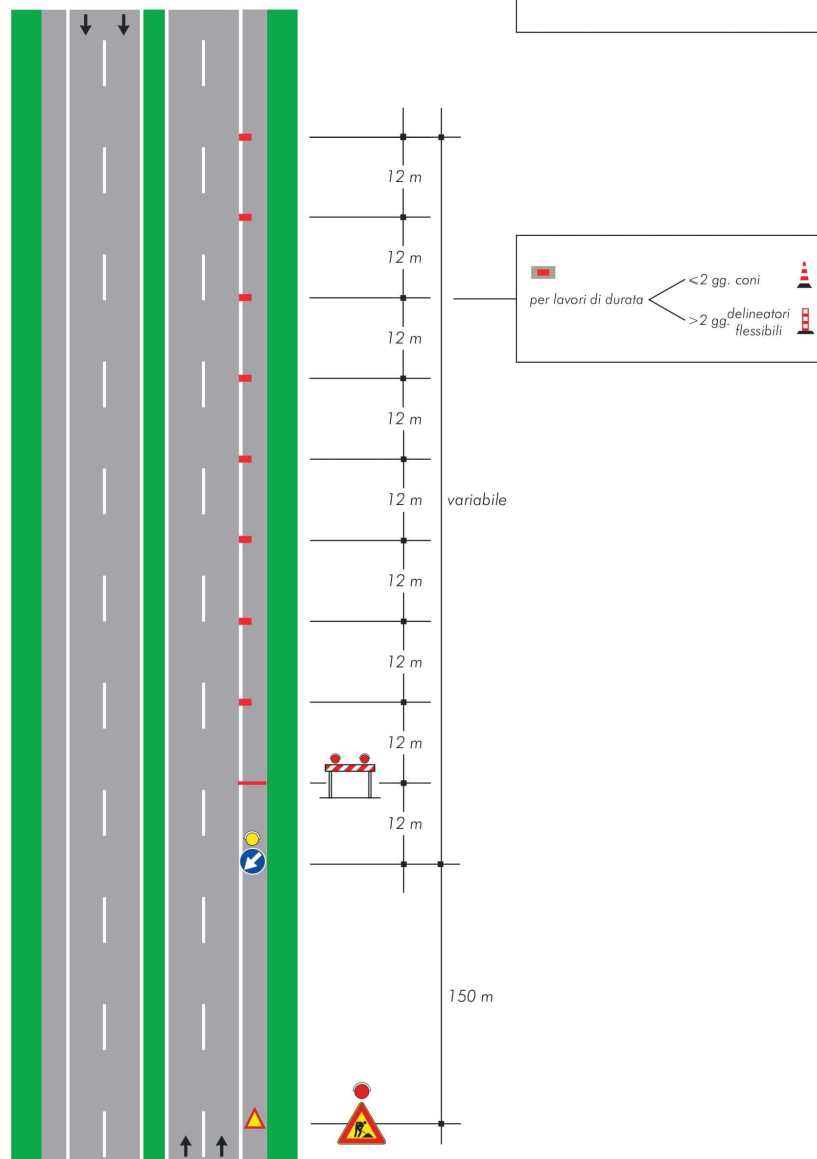 12 m
12 m
12 m
12 m
12 m
12 m
12 m
12 m
12 m
variabile
150 m
per lavori di durata
<2 gg. coni
>2 gg. delineatori
flessibili